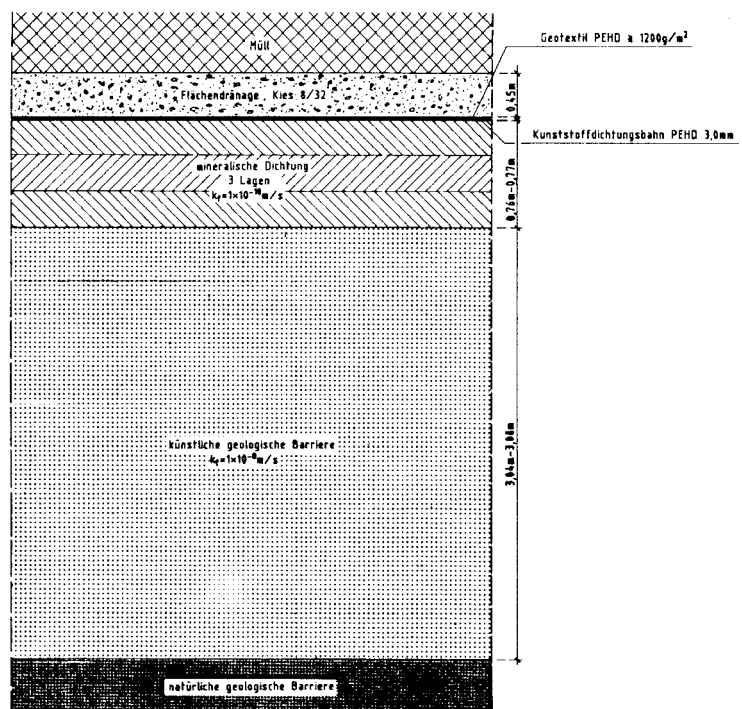 Müll
Geotextil PEHD à 1200g/m²
Flächendränage, Kies 8/32
0,45m
Kunststoffdichtungsbahn PEHD 3,0mm
mineralische Dichtung
3 Lagen
kf=1×10⁻¹⁰m/s
0,76m-0,77m
künstliche geologische Barriere
kf=1×10⁻⁸m/s
3,04m-3,08m
natürliche geologische Barriere